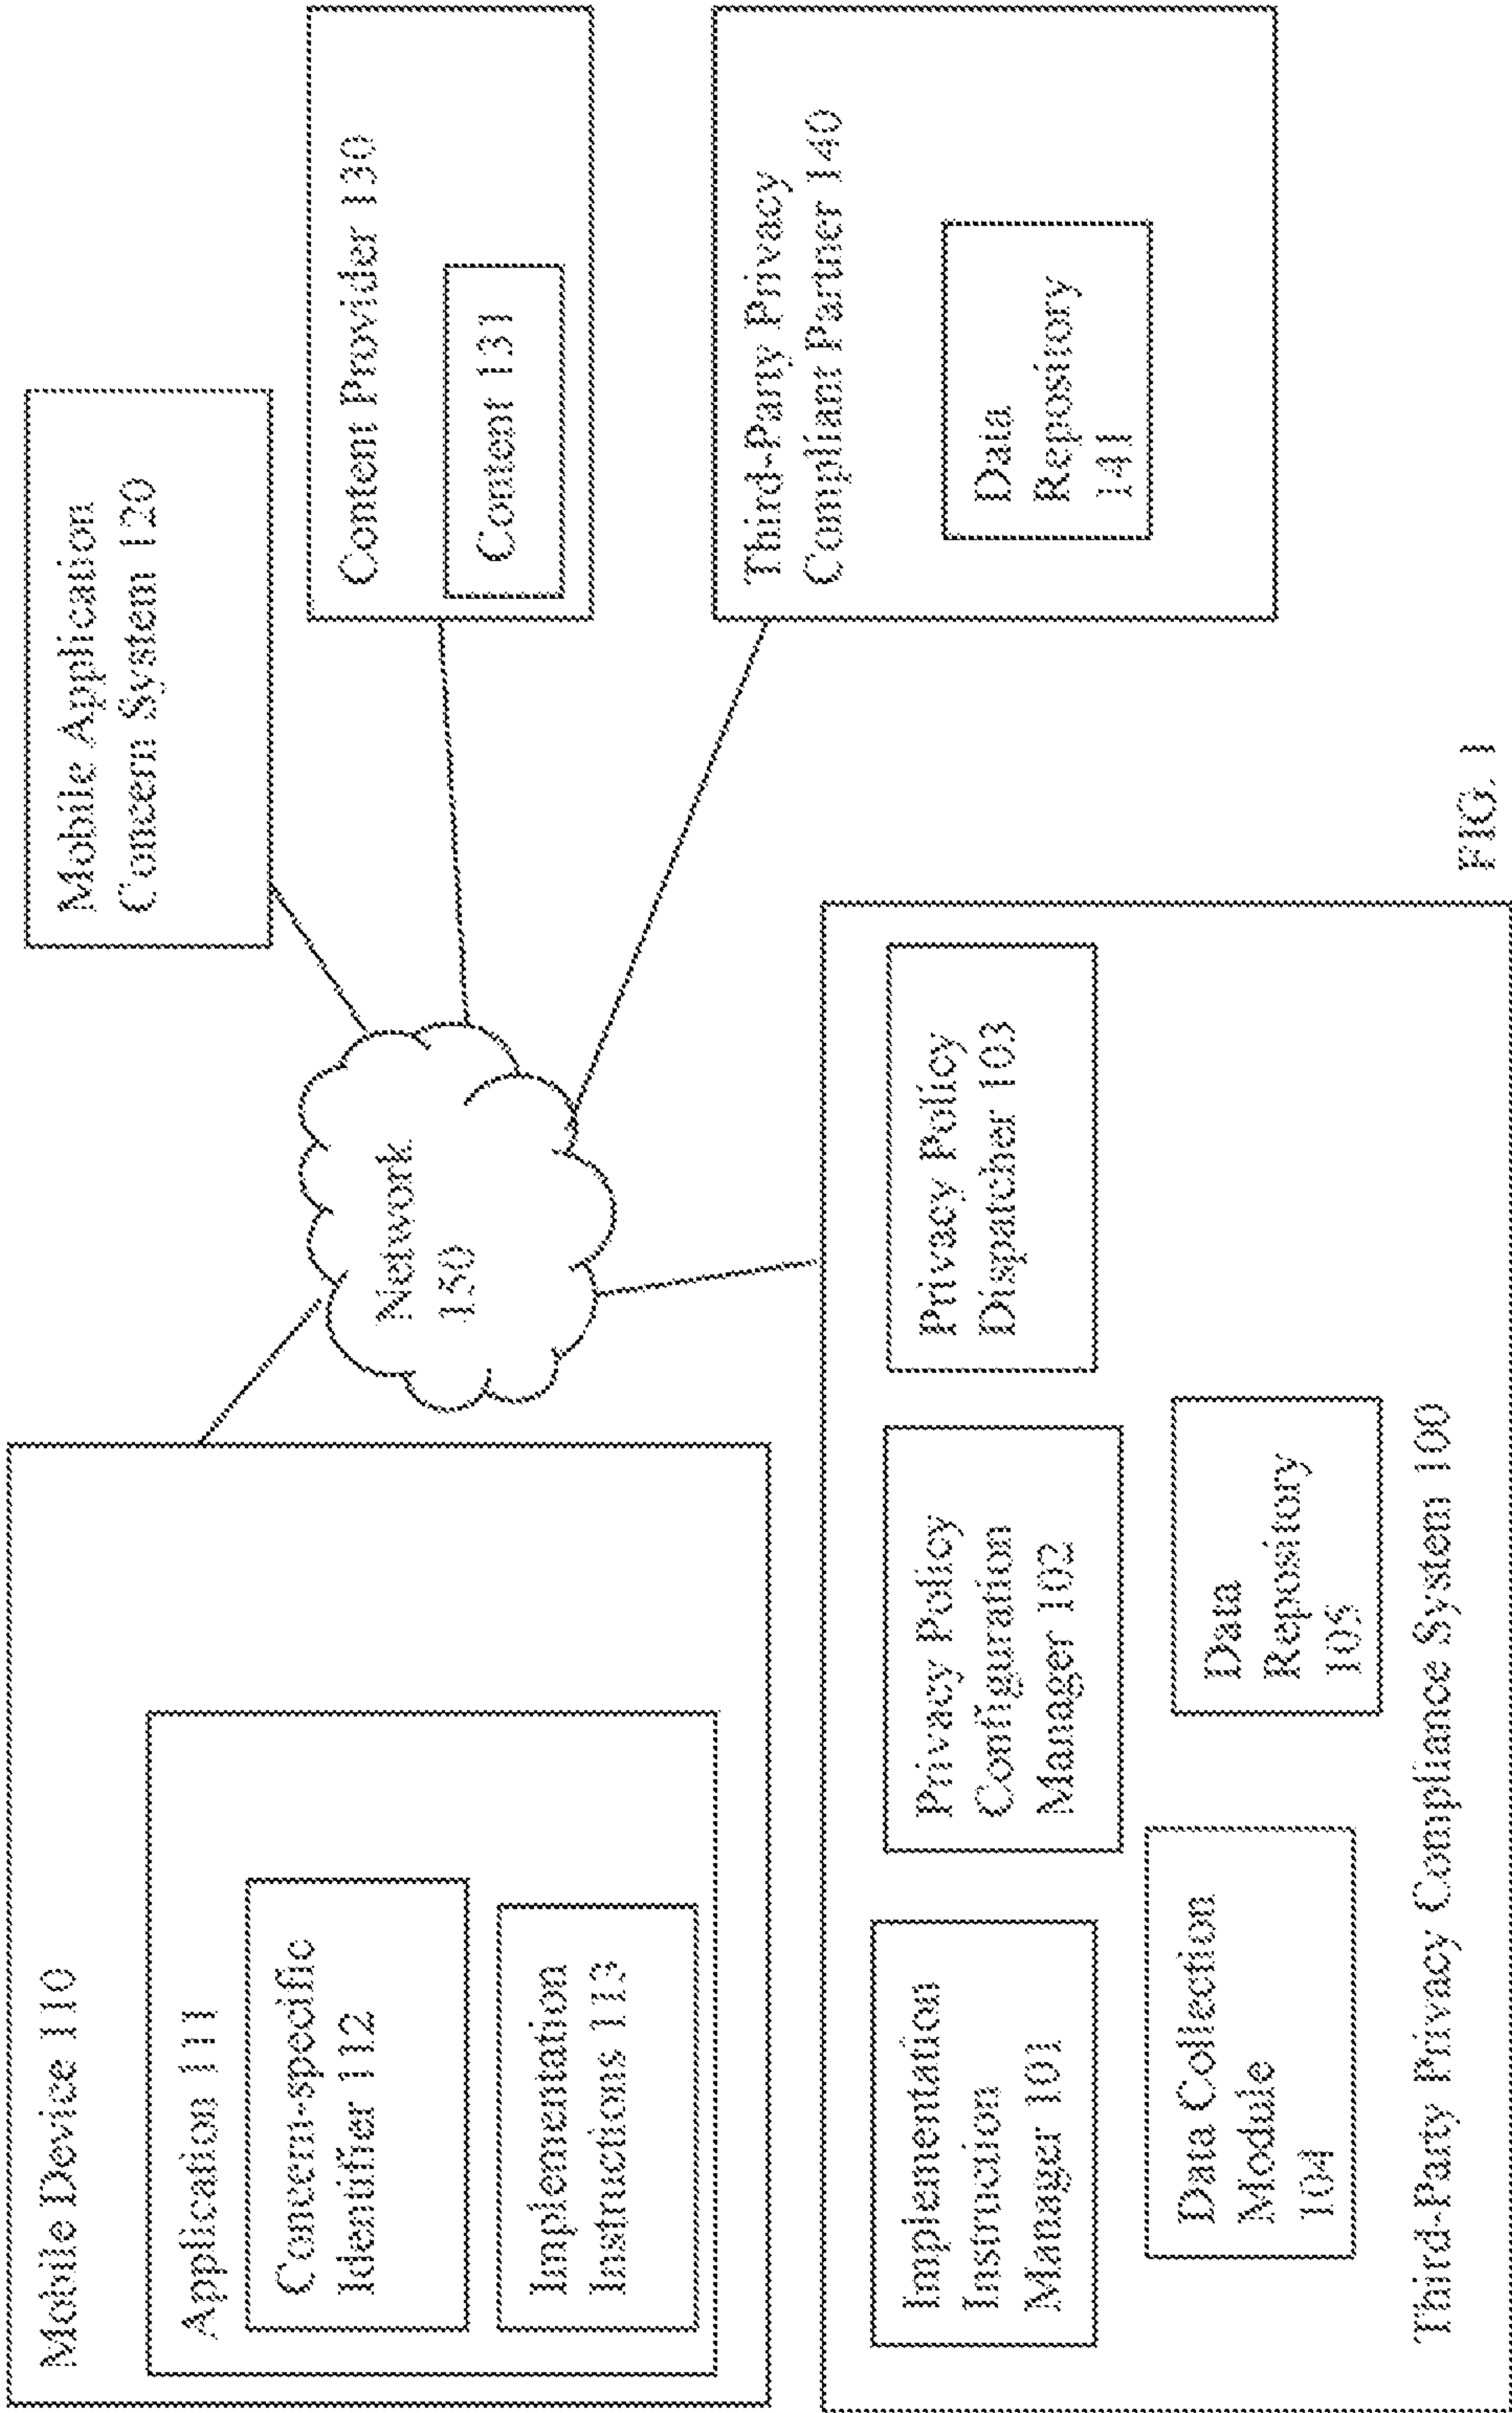 Mobile Device 110
Application 111
Concern-specific
Identifier 112
Implementation
Instructions 113
Network
150
Mobile Application
Concern System 120
Content Provider 130
Content 131
Third-Party Privacy
Compliant Partner 140
Data
Repository
141
Implementation
Instruction
Manager 101
Privacy Policy
Configuration
Manager 102
Privacy Policy
Dispatcher 103
Data Collection
Module
104
Data
Repository
105
Third-Party Privacy Compliance System 100
FIG. 1